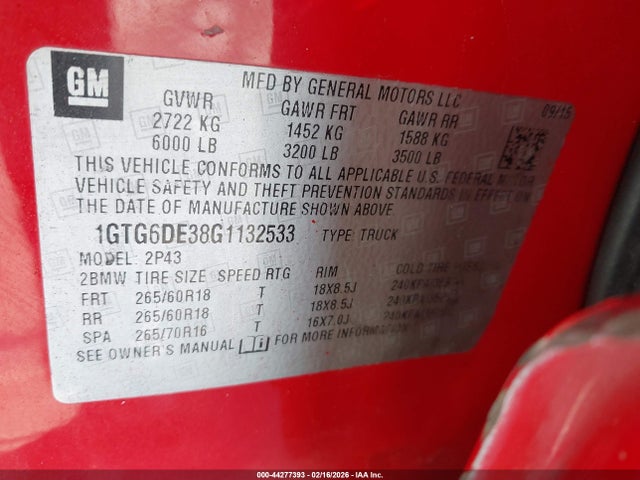 GM
MFD BY GENERAL MOTORS LLC
09/15
GVWR GAWR FRT GAWR RR
2722 KG 1452 KG 1588 KG
6000 LB 3200 LB 3500 LB
THIS VEHICLE CONFORMS TO ALL APPLICABLE U.S. FEDERAL MOTOR
VEHICLE SAFETY AND THEFT PREVENTION STANDARDS IN EFFECT ON
THE DATE OF MANUFACTURE SHOWN ABOVE.
1GTG6DE38G1132533 TYPE: TRUCK
MODEL: 2P43
2BMW TIRE SIZE SPEED RTG RIM COLD TIRE
FRT 265/60R18 T 18X8.5J
RR 265/60R18 T 18X8.5J
SPA 265/70R16 T 16X7.0J
SEE OWNER'S MANUAL FOR MORE INFORMATION
000-44277393 - 02/16/2026 - IAA Inc.